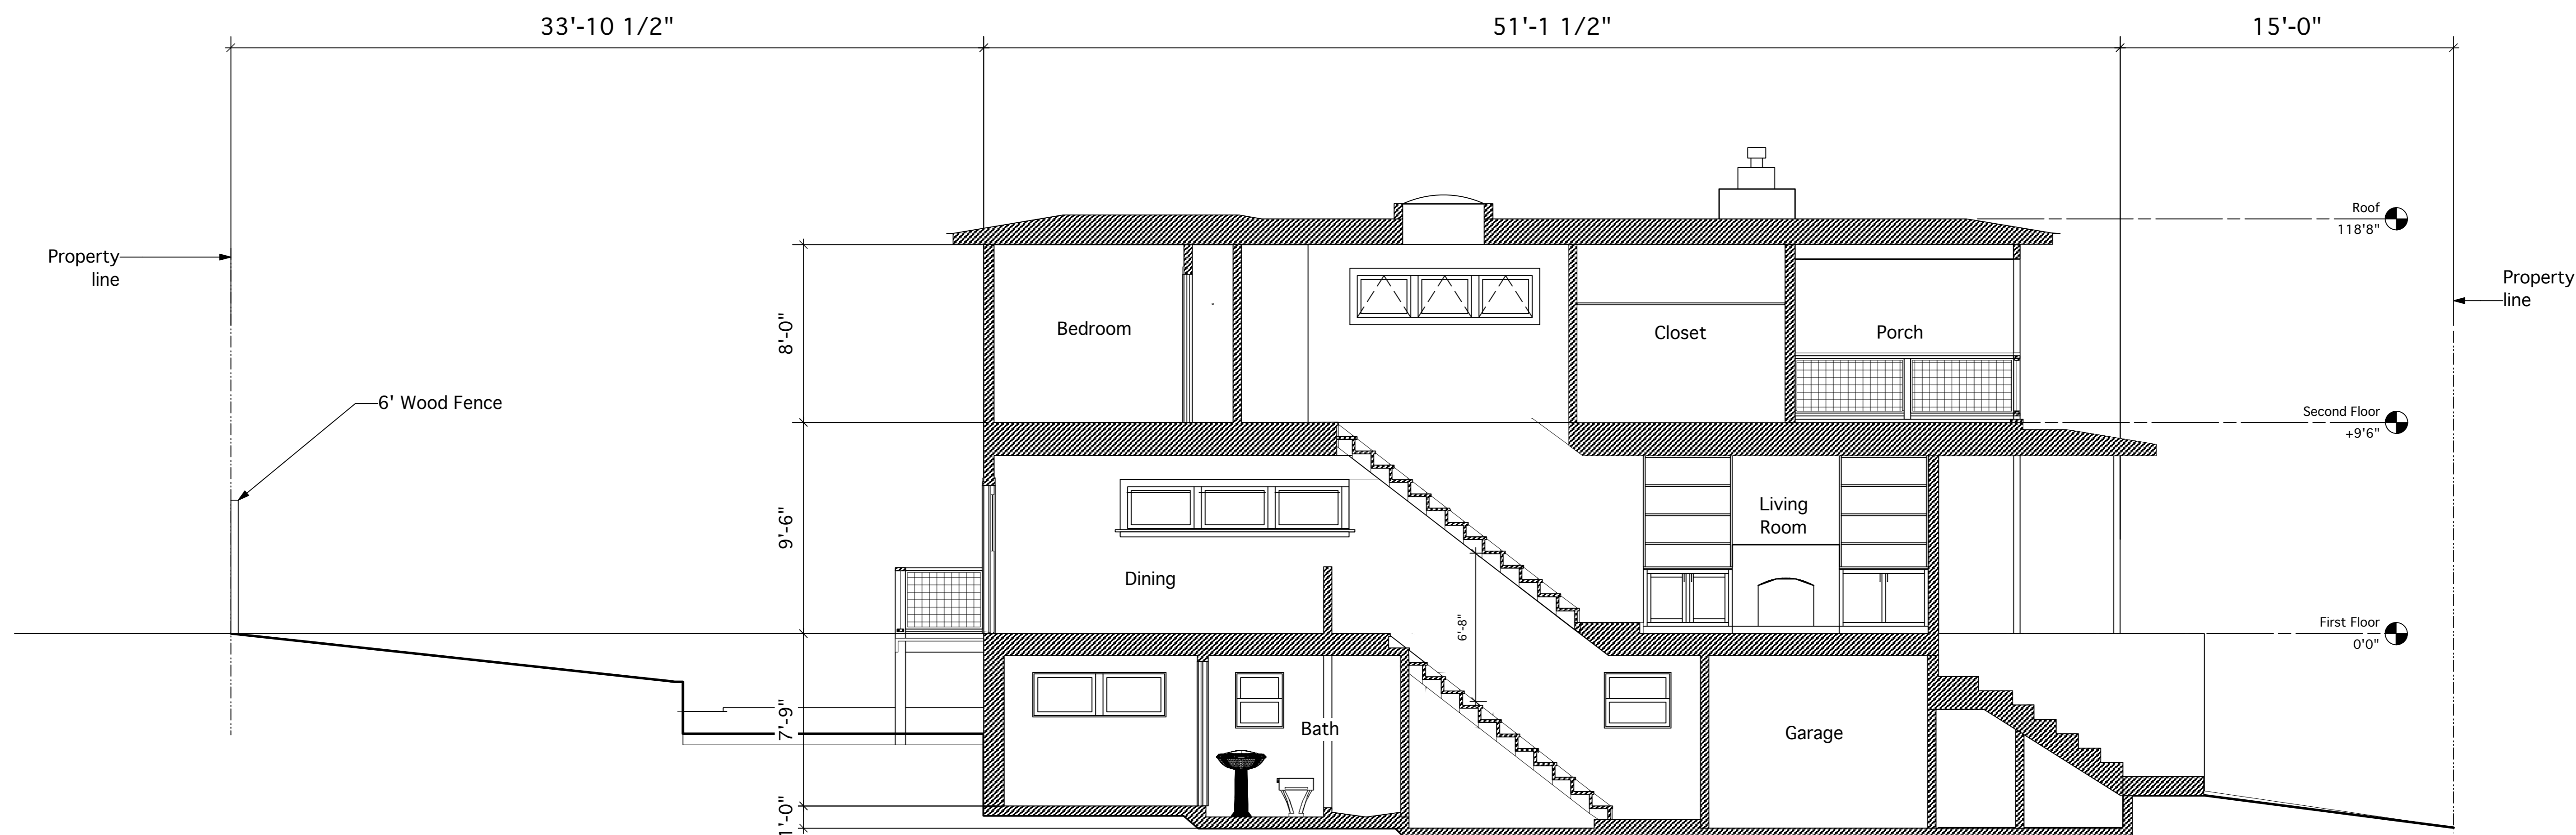 33'-10 1/2"
51'-1 1/2"
15'-0"
Roof
118'8"
Property
line
Property
line
8'-0"
Bedroom
Closet
Porch
6' Wood Fence
Second Floor
+9'6"
9'-6"
Living
Room
Dining
6'-8"
First Floor
0'0"
7'-9"
Bath
Garage
1'-0"